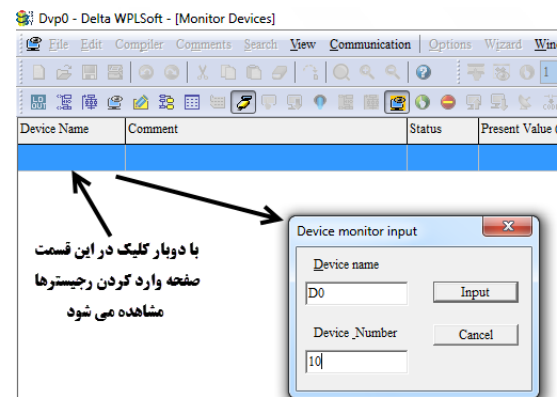 Dvp0 - Delta WPLSoft - [Monitor Devices]
File Edit Compiler Comments Search View Communication Options Wizard Win
1
Device Name Comment Status Present Value (
Device monitor input
Device name
D0 Input
Device _Number Cancel
10
با دوبار کلیک در این قسمت
صفحه وارد کردن رجیسترها
مشاهده می شود